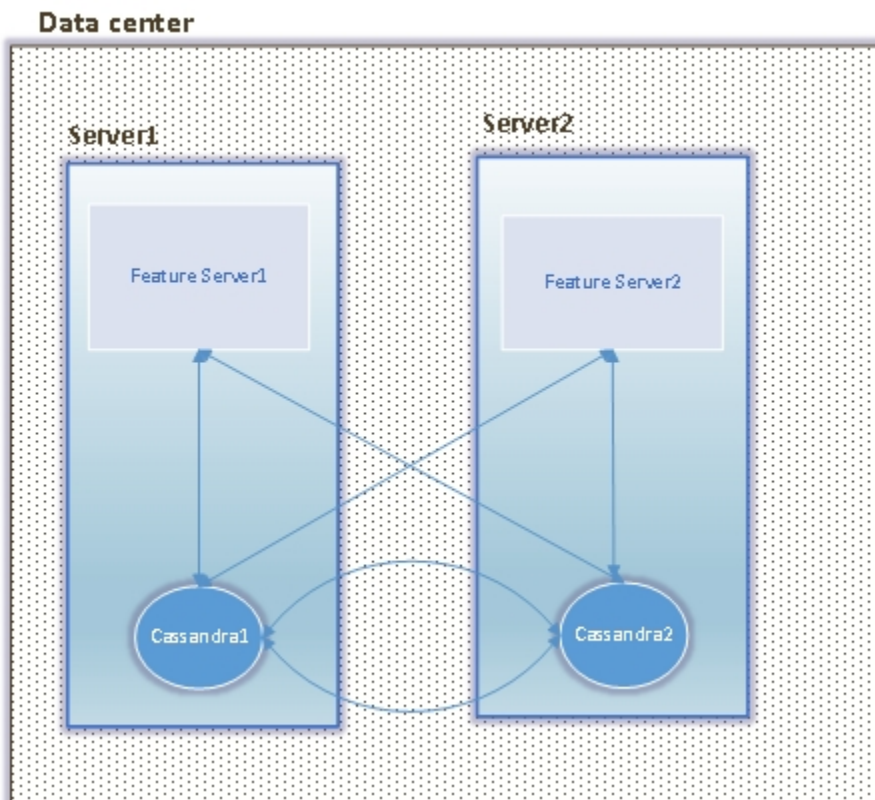 Data center
Server1
Server2
Feature Server1
Feature Server2
Cassandra1
Cassandra2